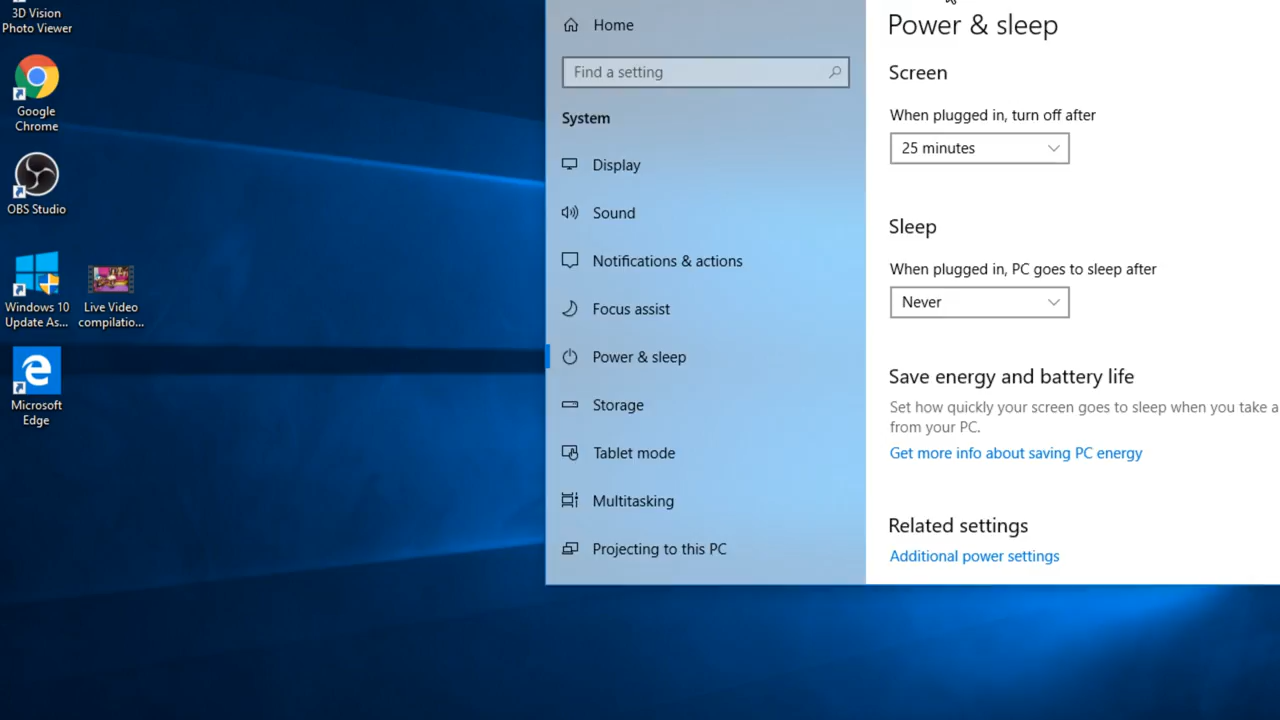 3D Vision
Photo Viewer
Google
Chrome
OBS Studio
Windows 10
Update As...
Live Video
compilatio...
Microsoft
Edge
Home
Find a setting
System
Display
Sound
Notifications & actions
Focus assist
Power & sleep
Storage
Tablet mode
Multitasking
Projecting to this PC
Power & sleep
Screen
When plugged in, turn off after
25 minutes
Sleep
When plugged in, PC goes to sleep after
Never
Save energy and battery life
Set how quickly your screen goes to sleep when you take a
from your PC.
Get more info about saving PC energy
Related settings
Additional power settings